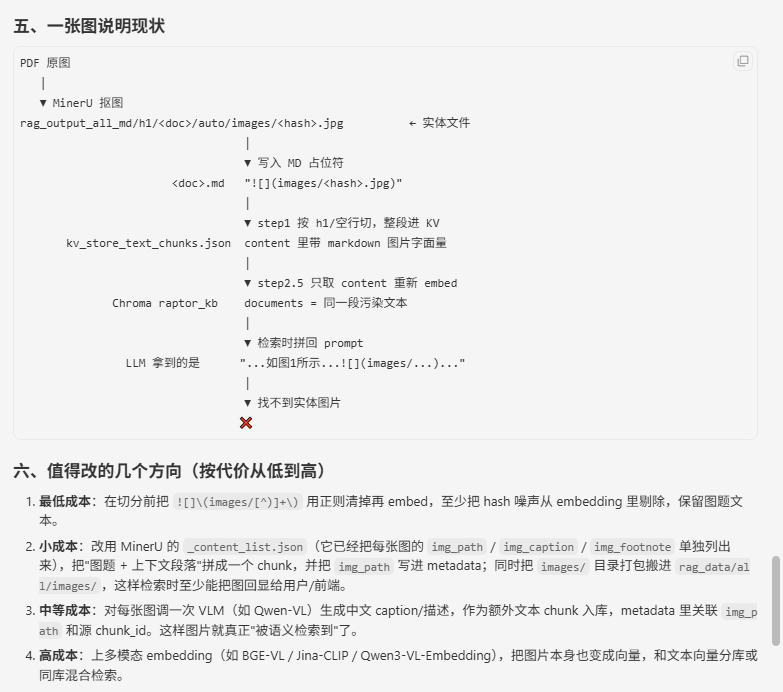 五、一张图说明现状
PDF 原图
|
▼ MinerU 抠图
rag_output_all_md/h1/<doc>/auto/images/<hash>.jpg ← 实体文件
|
▼ 写入 MD 占位符
<doc>.md "![](images/<hash>.jpg)"
|
▼ step1 按 h1/空行切，整段进 KV
kv_store_text_chunks.json content 里带 markdown 图片字面量
|
▼ step2.5 只取 content 重新 embed
Chroma raptor_kb documents = 同一段污染文本
|
▼ 检索时拼回 prompt
LLM 拿到的是 "...如图1所示...![](images/...)..."
|
▼ 找不到实体图片
❌
六、值得改的几个方向（按代价从低到高）
1. 最低成本：在切分前把 ![]\(images/[^)]+\) 用正则清掉再 embed，至少把 hash 噪声从 embedding 里剔除，保留图题文
本。
2. 小成本：改用 MinerU 的 _content_list.json（它已经把每张图的 img_path / img_caption / img_footnote 单独列出
来），把"图题 + 上下文段落"拼成一个 chunk，并把 img_path 写进 metadata；同时把 images/ 目录打包搬进 rag_data/al
l/images/，这样检索时至少能把图回显给用户/前端。
3. 中等成本：对每张图调一次 VLM（如 Qwen-VL）生成中文 caption/描述，作为额外文本 chunk 入库，metadata 里关联 img_p
ath 和源 chunk_id。这样图片就真正"被语义检索到"了。
4. 高成本：上多模态 embedding（如 BGE-VL / Jina-CLIP / Qwen3-VL-Embedding），把图片本身也变成向量，和文本向量分库或
同库混合检索。